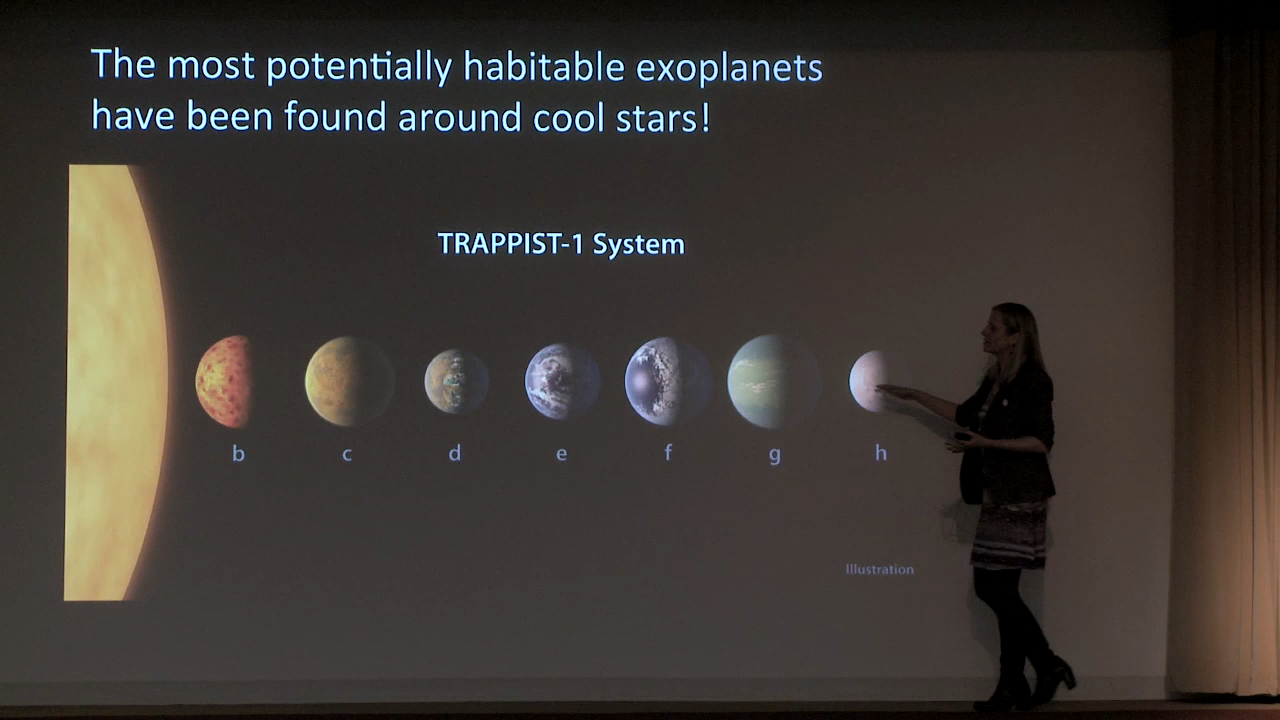 The most potentially habitable exoplanets
have been found around cool stars!
TRAPPIST-1 System
b c d e f g h
Illustration